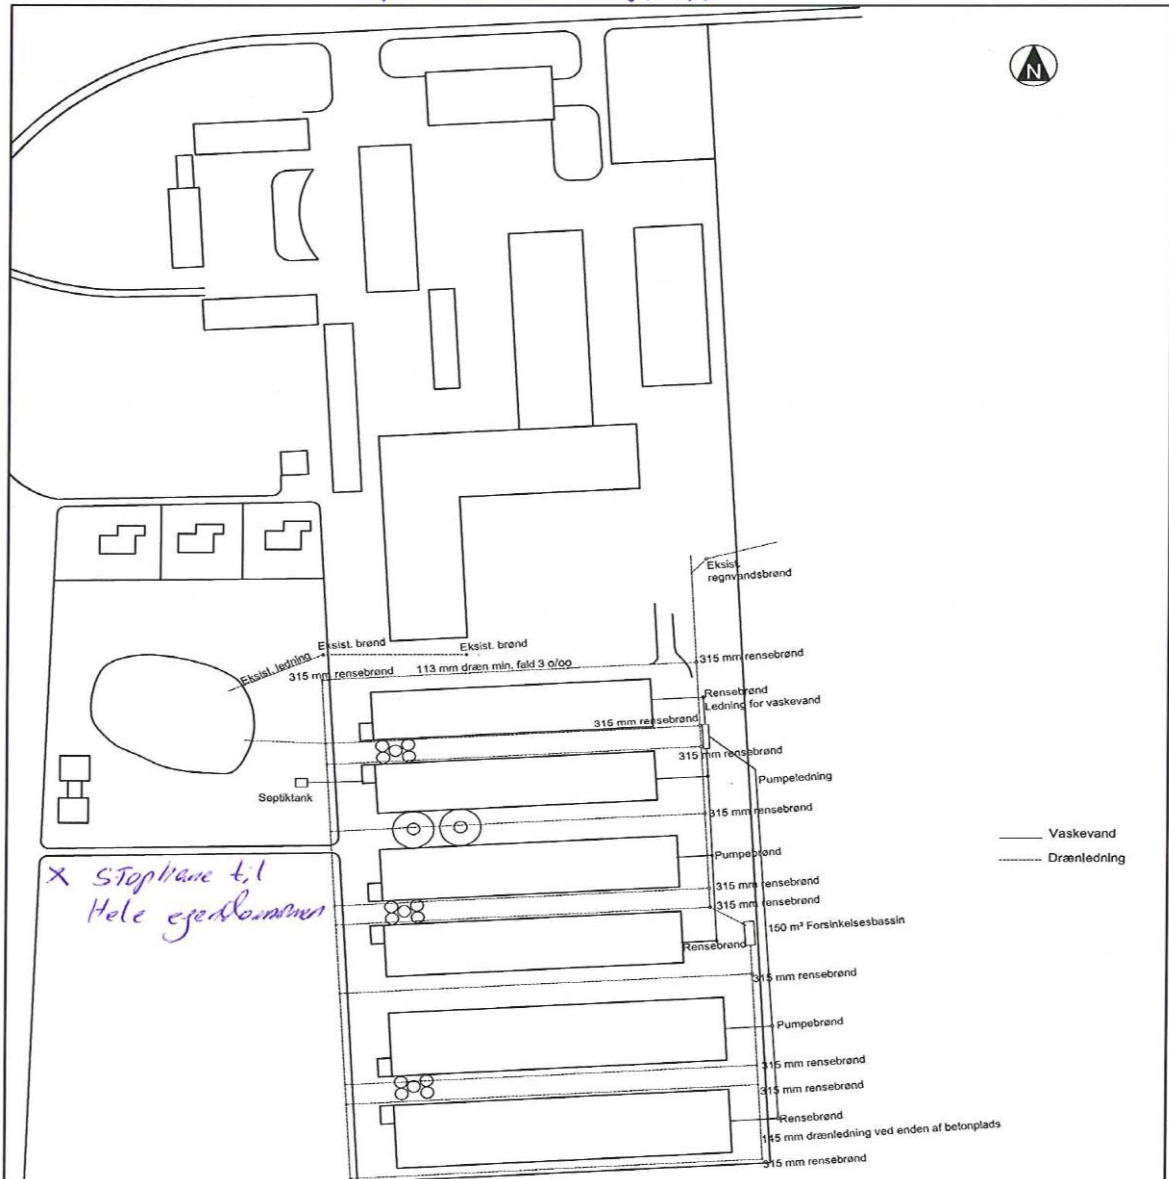 N
Eksist.
regnvandsbrønd
Eksist. brønd
Eksist. brønd
Eksist. ledning
315 mm rensebrønd
113 mm dræn min. fald 3 o/oo
315 mm rensebrønd
Rensebrønd
Ledning for vaskevand
315 mm rensebrønd
315 mm rensebrønd
Pumpeledning
Septiktank
315 mm rensebrønd
Vaskevand
Pumpebrønd
Drænledning
X Stophane til
Hele ejendommen
315 mm rensebrønd
315 mm rensebrønd
150 m³ Forsinkelsesbassin
Rensebrønd
315 mm rensebrønd
Pumpebrønd
315 mm rensebrønd
315 mm rensebrønd
Rensebrønd
145 mm drænledning ved enden af betonplads
315 mm rensebrønd